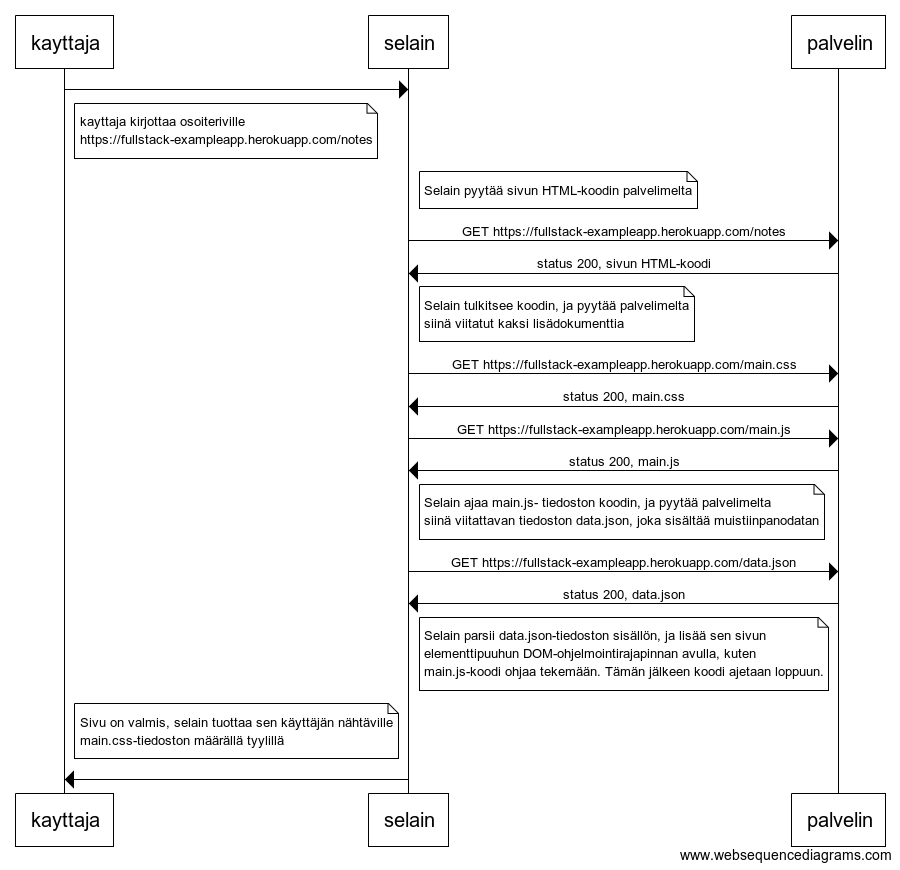 kayttaja
selain
palvelin
kayttaja kirjottaa osoiteriville
https://fullstack-exampleapp.herokuapp.com/notes
Selain pyytää sivun HTML-koodin palvelimelta
GET https://fullstack-exampleapp.herokuapp.com/notes
status 200, sivun HTML-koodi
Selain tulkitsee koodin, ja pyytää palvelimelta
siinä viitatut kaksi lisädokumenttia
GET https://fullstack-exampleapp.herokuapp.com/main.css
status 200, main.css
GET https://fullstack-exampleapp.herokuapp.com/main.js
status 200, main.js
Selain ajaa main.js- tiedoston koodin, ja pyytää palvelimelta
siinä viitattavan tiedoston data.json, joka sisältää muistiinpanodatan
GET https://fullstack-exampleapp.herokuapp.com/data.json
status 200, data.json
Selain parsii data.json-tiedoston sisällön, ja lisää sen sivun
elementtipuuhun DOM-ohjelmointirajapinnan avulla, kuten
main.js-koodi ohjaa tekemään. Tämän jälkeen koodi ajetaan loppuun.
Sivu on valmis, selain tuottaa sen käyttäjän nähtäville
main.css-tiedoston määrällä tyylillä
kayttaja
selain
palvelin
www.websequencediagrams.com